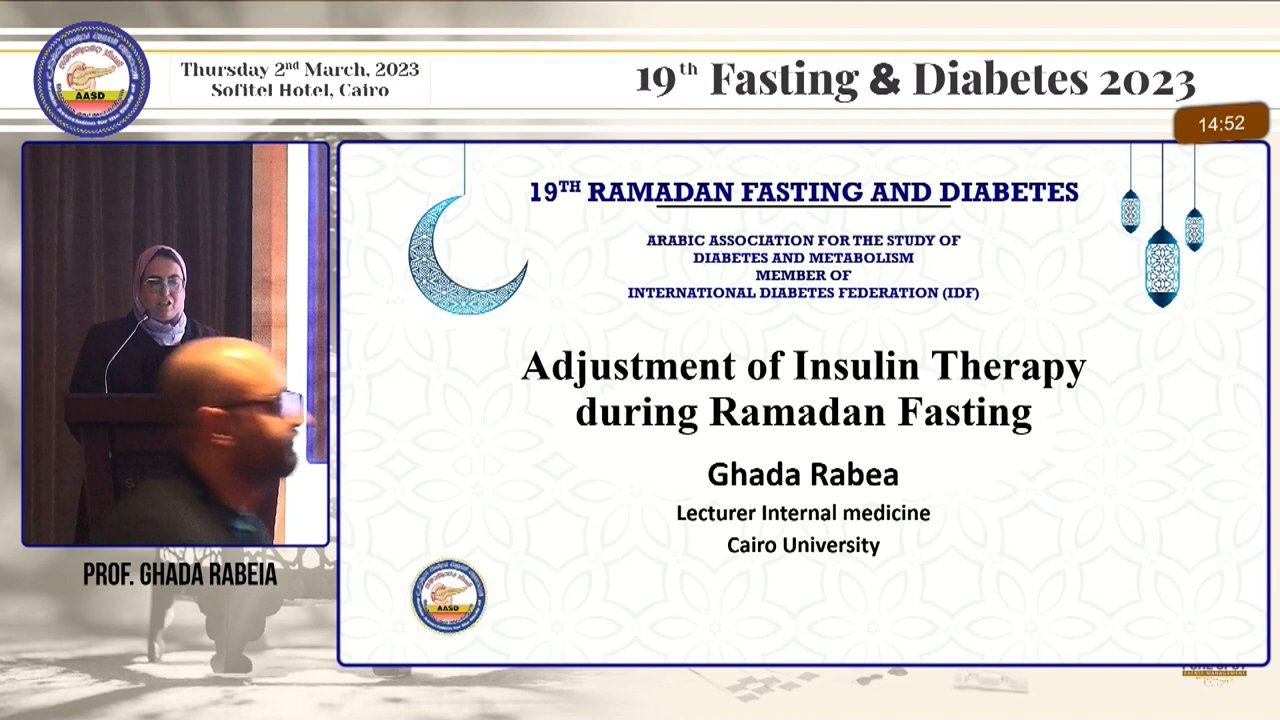 Thursday 2nd March, 2023
Sofitel Hotel, Cairo
19th Fasting & Diabetes 2023
14:52
AASD
19TH RAMADAN FASTING AND DIABETES
ARABIC ASSOCIATION FOR THE STUDY OF
DIABETES AND METABOLISM
MEMBER OF
INTERNATIONAL DIABETES FEDERATION (IDF)
Adjustment of Insulin Therapy
during Ramadan Fasting
Ghada Rabea
Lecturer Internal medicine
Cairo University
AASD
PROF. GHADA RABEIA